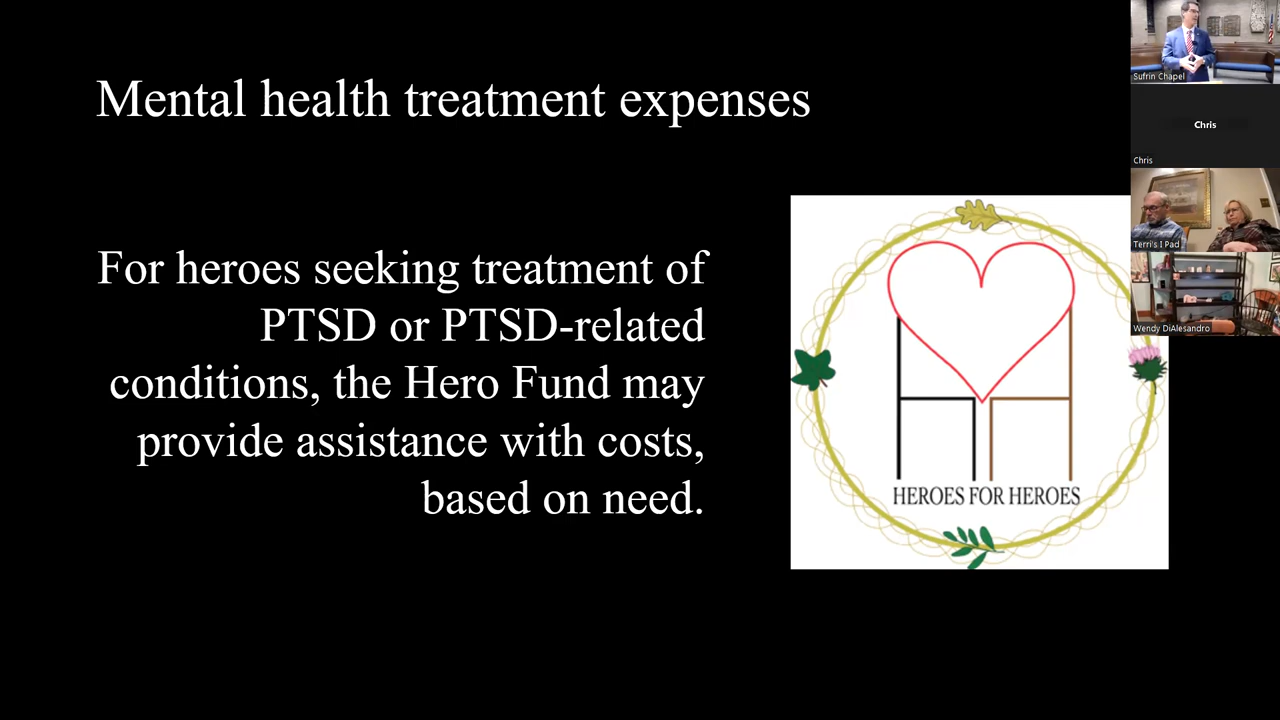 Mental health treatment expenses
For heroes seeking treatment of
PTSD or PTSD-related
conditions, the Hero Fund may
provide assistance with costs,
based on need.
HEROES FOR HEROES
Sufrin Chapel
Chris
Chris
Terri's I Pad
Wendy DiAlesandro